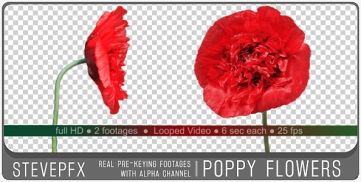 full HD • 2 footages • Looped Video • 6 sec each • 25 fps
STEVEPFX
REAL PRE-KEYING FOOTAGES
WITH ALPHA CHANNEL
POPPY FLOWERS